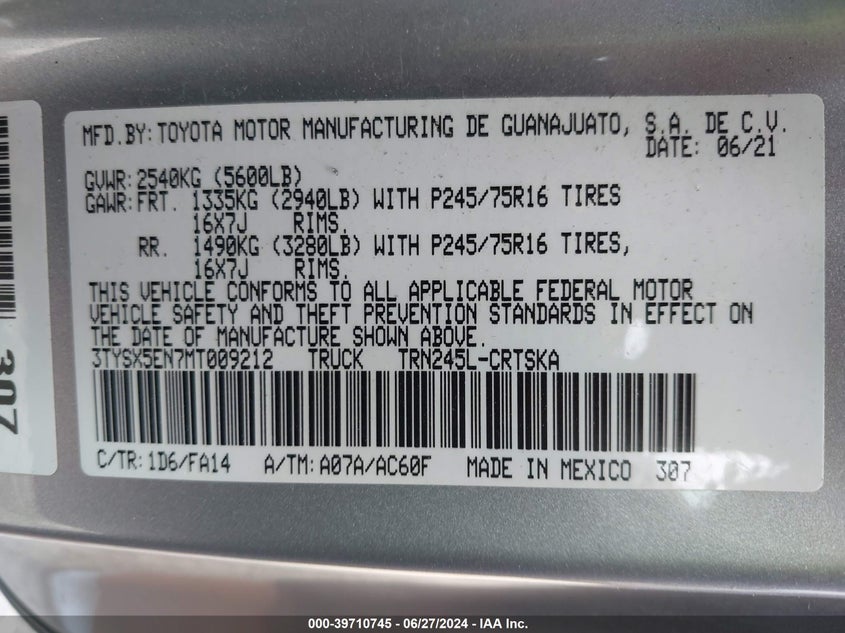 MFD.BY:TOYOTA MOTOR MANUFACTURING DE GUANAJUATO, S.A. DE C.V.
DATE: 06/21
GVWR:2540KG (5600LB)
GAWR:FRT. 1335KG (2940LB) WITH P245/75R16 TIRES
16X7J RIMS.
RR. 1490KG (3280LB) WITH P245/75R16 TIRES,
16X7J RIMS.
THIS VEHICLE CONFORMS TO ALL APPLICABLE FEDERAL MOTOR
VEHICLE SAFETY AND THEFT PREVENTION STANDARDS IN EFFECT ON
THE DATE OF MANUFACTURE SHOWN ABOVE.
3TYSX5EN7MT009212 TRUCK TRN245L-CRTSKA
C/TR:1D6/FA14 A/TM:A07A/AC60F MADE IN MEXICO 307
307
000-39710745 - 06/27/2024 - IAA Inc.